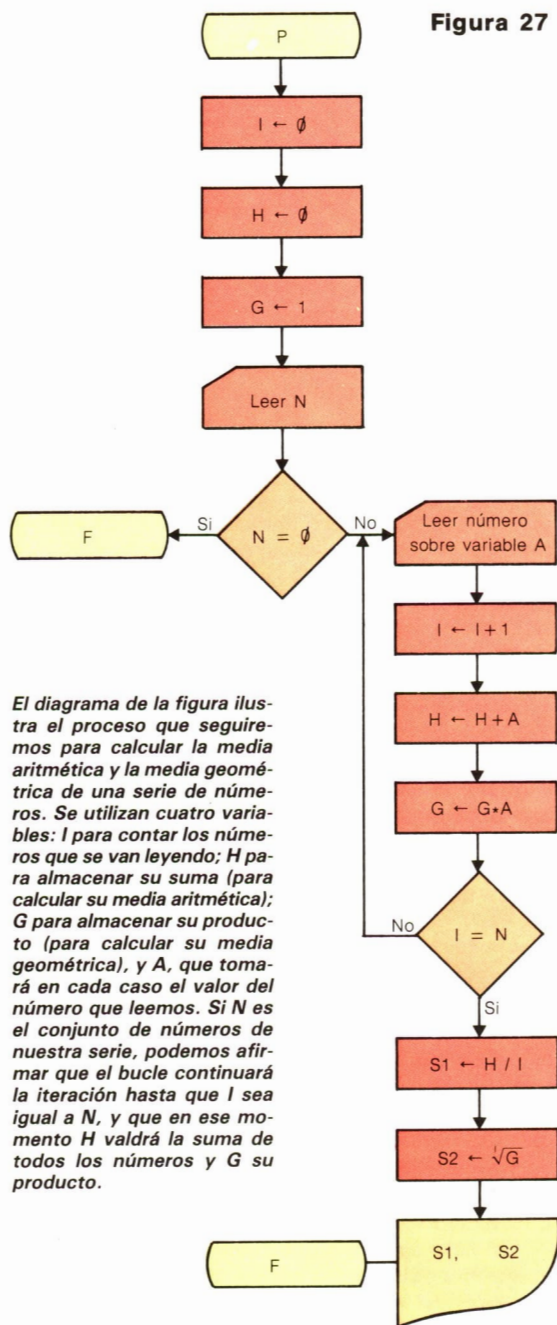 Figura 27
P
I ← Ø
H ← Ø
G ← 1
Leer N
N = Ø
Si
No
F
Leer número
sobre variable A
I ← I + 1
H ← H + A
G ← G * A
I = N
No
Si
S1 ← H / I
S2 ← ᴵ√G
S1, S2
F
El diagrama de la figura ilus-
tra el proceso que seguire-
mos para calcular la media
aritmética y la media geomé-
trica de una serie de núme-
ros. Se utilizan cuatro varia-
bles: I para contar los núme-
ros que se van leyendo; H pa-
ra almacenar su suma (para
calcular su media aritmética);
G para almacenar su produc-
to (para calcular su media
geométrica), y A, que toma-
rá en cada caso el valor del
número que leemos. Si N es
el conjunto de números de
nuestra serie, podemos afir-
mar que el bucle continuará
la iteración hasta que I sea
igual a N, y que en ese mo-
mento H valdrá la suma de
todos los números y G su
producto.